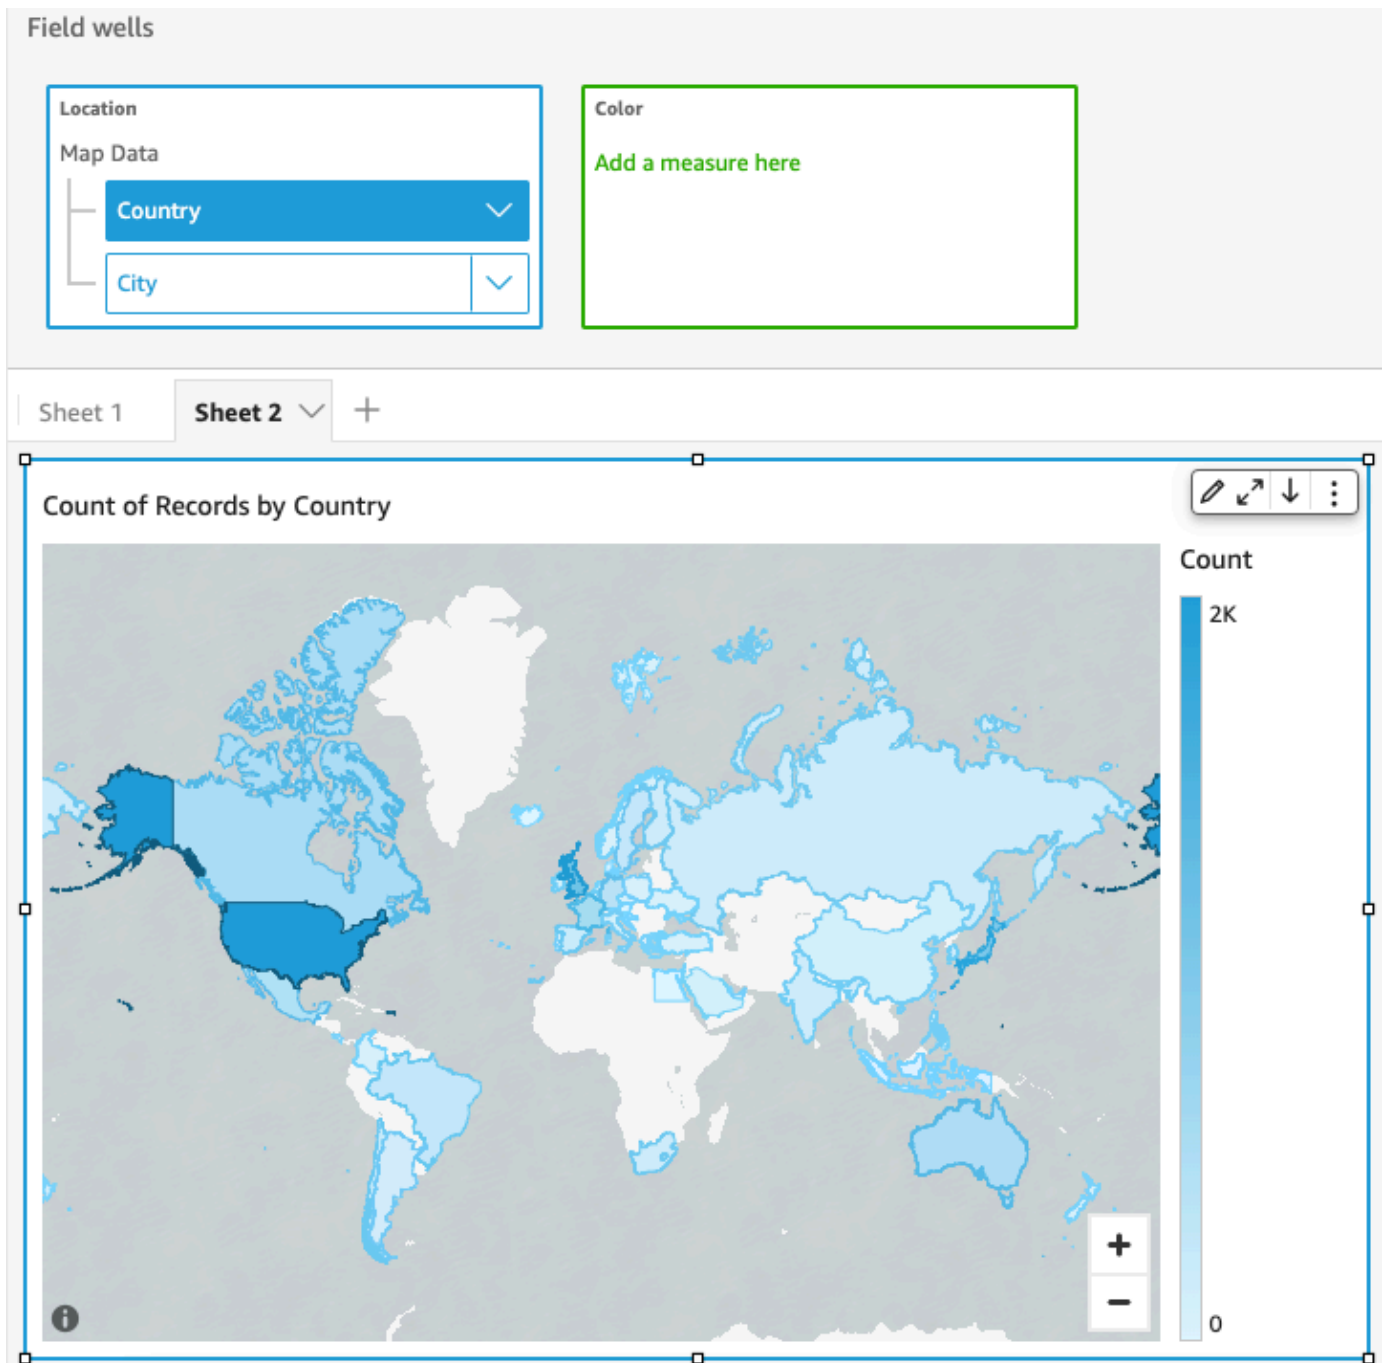 Field wells
Location
Color
Map Data
Add a measure here
Country
City
Sheet 1
Sheet 2
Count of Records by Country
Count
2K
0